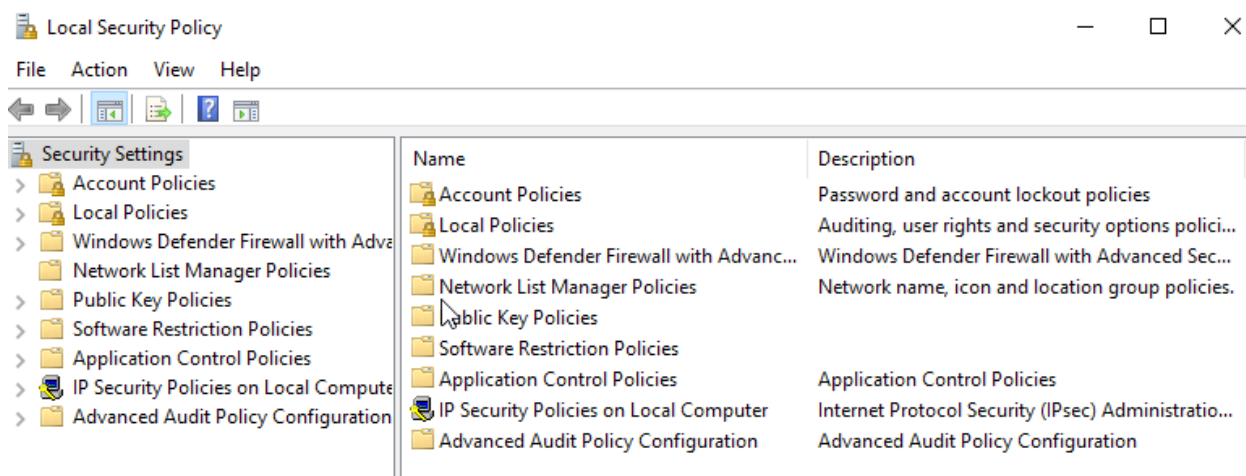 Local Security Policy
File Action View Help
Security Settings
Account Policies
Local Policies
Windows Defender Firewall with Adva
Network List Manager Policies
Public Key Policies
Software Restriction Policies
Application Control Policies
IP Security Policies on Local Compute
Advanced Audit Policy Configuration
Name Description
Account Policies Password and account lockout policies
Local Policies Auditing, user rights and security options polici...
Windows Defender Firewall with Advanc... Windows Defender Firewall with Advanced Sec...
Network List Manager Policies Network name, icon and location group policies.
Public Key Policies
Software Restriction Policies
Application Control Policies Application Control Policies
IP Security Policies on Local Computer Internet Protocol Security (IPsec) Administratio...
Advanced Audit Policy Configuration Advanced Audit Policy Configuration